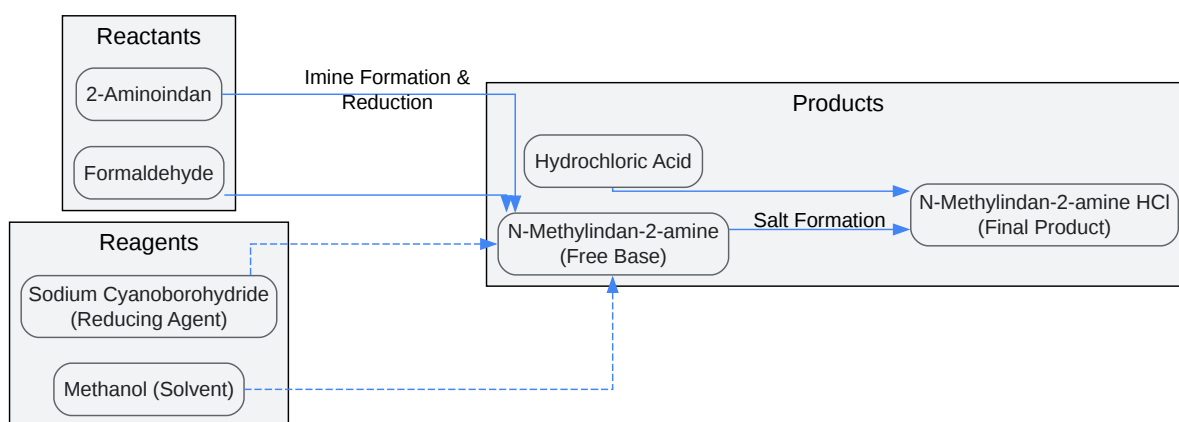 Reactants
2-Aminoindan
Formaldehyde
Imine Formation &
Reduction
Reagents
Sodium Cyanoborohydride
(Reducing Agent)
Methanol (Solvent)
Products
Hydrochloric Acid
N-Methylindan-2-amine
(Free Base)
Salt Formation
N-Methylindan-2-amine HCl
(Final Product)